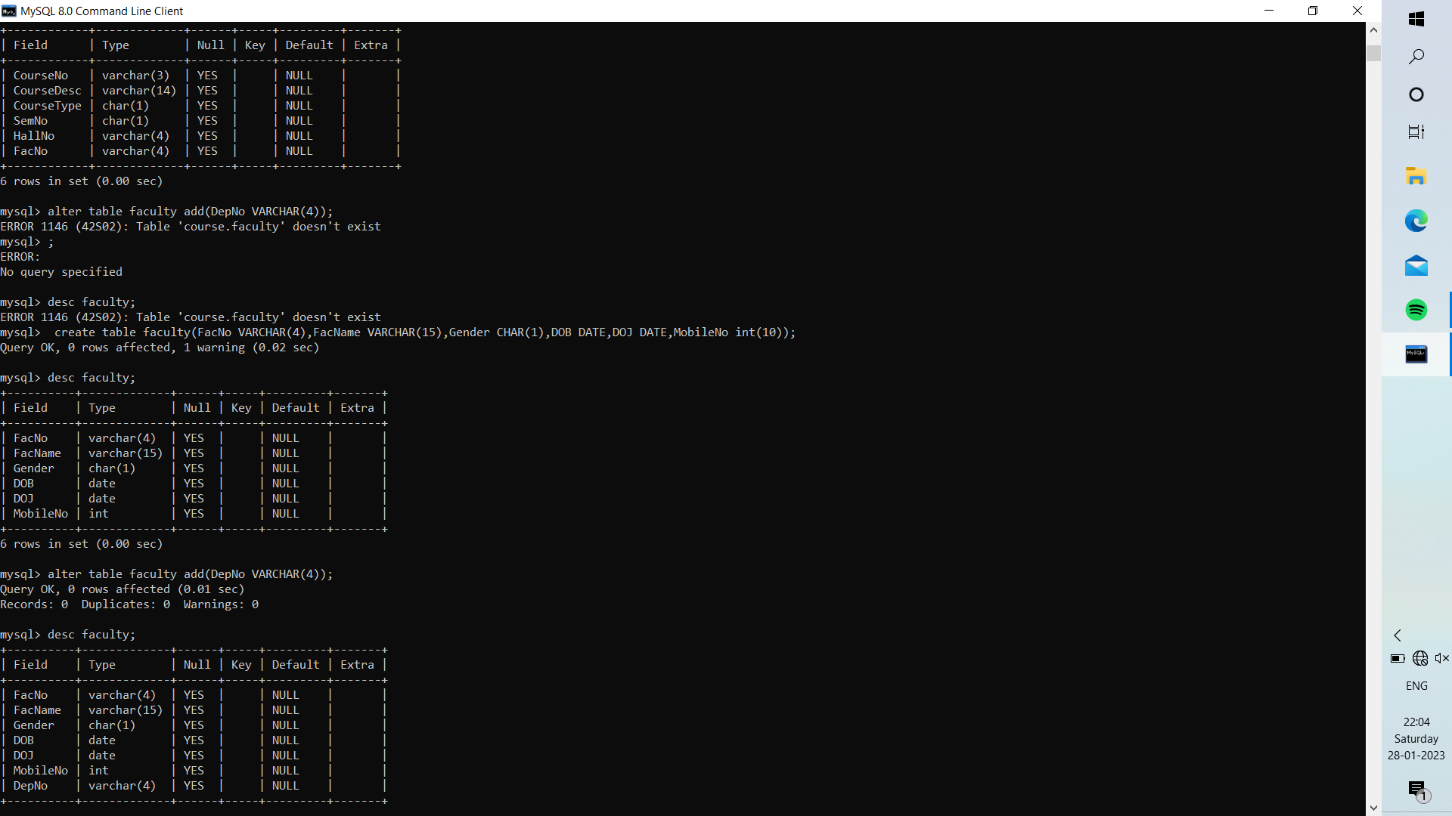 MySQL 8.0 Command Line Client
+------------+-------------+------+-----+---------+-------+
| Field      | Type        | Null | Key | Default | Extra |
+------------+-------------+------+-----+---------+-------+
| CourseNo   | varchar(3)  | YES  |     | NULL    |       |
| CourseDesc | varchar(14) | YES  |     | NULL    |       |
| CourseType | char(1)     | YES  |     | NULL    |       |
| SemNo      | char(1)     | YES  |     | NULL    |       |
| HallNo     | varchar(4)  | YES  |     | NULL    |       |
| FacNo      | varchar(4)  | YES  |     | NULL    |       |
+------------+-------------+------+-----+---------+-------+
6 rows in set (0.00 sec)
mysql> alter table faculty add(DepNo VARCHAR(4));
ERROR 1146 (42S02): Table 'course.faculty' doesn't exist
mysql> ;
ERROR:
No query specified
mysql> desc faculty;
ERROR 1146 (42S02): Table 'course.faculty' doesn't exist
mysql>  create table faculty(FacNo VARCHAR(4),FacName VARCHAR(15),Gender CHAR(1),DOB DATE,DOJ DATE,MobileNo int(10));
Query OK, 0 rows affected, 1 warning (0.02 sec)
mysql> desc faculty;
+----------+-------------+------+-----+---------+-------+
| Field    | Type        | Null | Key | Default | Extra |
+----------+-------------+------+-----+---------+-------+
| FacNo    | varchar(4)  | YES  |     | NULL    |       |
| FacName  | varchar(15) | YES  |     | NULL    |       |
| Gender   | char(1)     | YES  |     | NULL    |       |
| DOB      | date        | YES  |     | NULL    |       |
| DOJ      | date        | YES  |     | NULL    |       |
| MobileNo | int         | YES  |     | NULL    |       |
+----------+-------------+------+-----+---------+-------+
6 rows in set (0.00 sec)
mysql> alter table faculty add(DepNo VARCHAR(4));
Query OK, 0 rows affected (0.01 sec)
Records: 0  Duplicates: 0  Warnings: 0
mysql> desc faculty;
+----------+-------------+------+-----+---------+-------+
| Field    | Type        | Null | Key | Default | Extra |
+----------+-------------+------+-----+---------+-------+
| FacNo    | varchar(4)  | YES  |     | NULL    |       |
| FacName  | varchar(15) | YES  |     | NULL    |       |
| Gender   | char(1)     | YES  |     | NULL    |       |
| DOB      | date        | YES  |     | NULL    |       |
| DOJ      | date        | YES  |     | NULL    |       |
| MobileNo | int         | YES  |     | NULL    |       |
| DepNo    | varchar(4)  | YES  |     | NULL    |       |
+----------+-------------+------+-----+---------+-------+
ENG
22:04
Saturday
28-01-2023
1